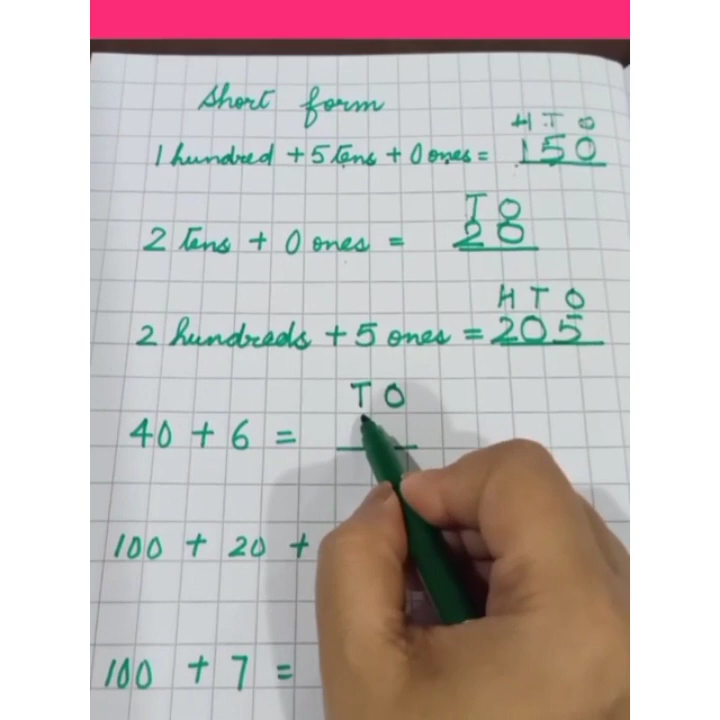 Short form
H T O
1 hundred + 5 Tens + 0 ones = 150
T O
2 Tens + 0 ones = 20
H T O
2 hundreds + 5 ones = 205
T O
40 + 6 =
100 + 20 +
100 + 7 =